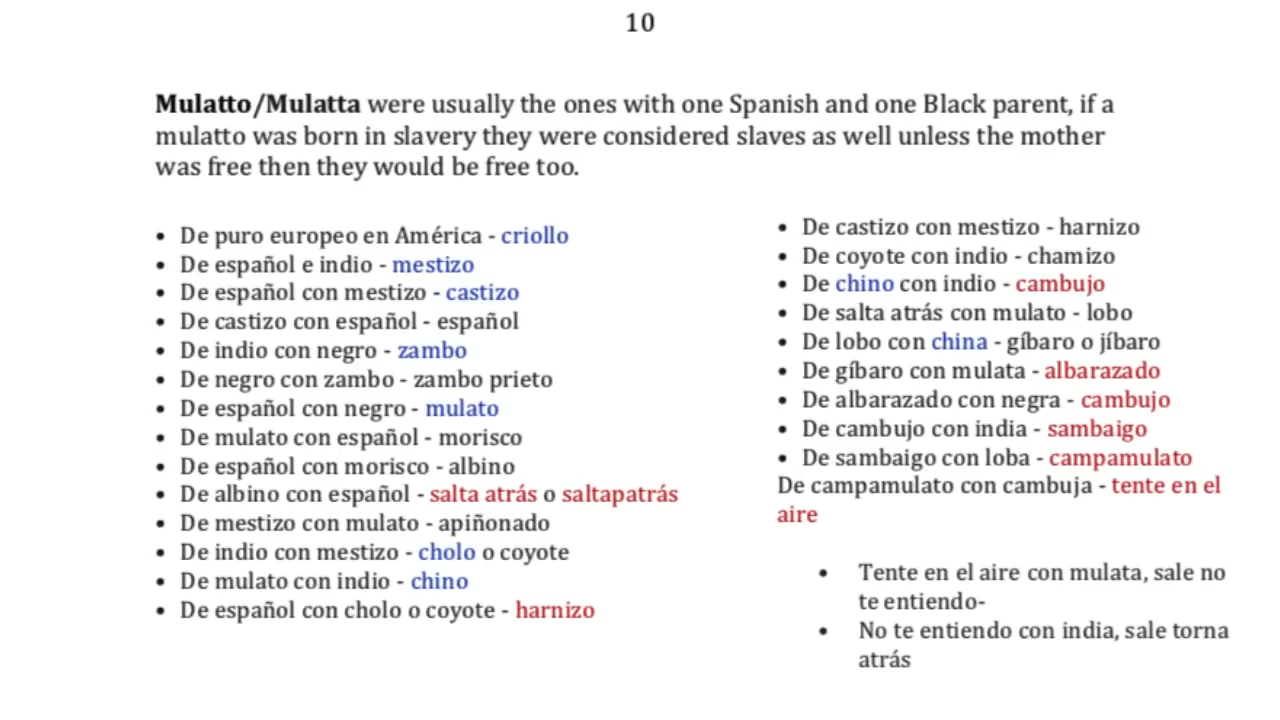 10
Mulatto/Mulatta were usually the ones with one Spanish and one Black parent, if a
mulatto was born in slavery they were considered slaves as well unless the mother
was free then they would be free too.
• De puro europeo en América - criollo
• De español e indio - mestizo
• De español con mestizo - castizo
• De castizo con español - español
• De indio con negro - zambo
• De negro con zambo - zambo prieto
• De español con negro - mulato
• De mulato con español - morisco
• De español con morisco - albino
• De albino con español - salta atrás o saltapatrás
• De mestizo con mulato - apiñonado
• De indio con mestizo - cholo o coyote
• De mulato con indio - chino
• De español con cholo o coyote - harnizo
• De castizo con mestizo - harnizo
• De coyote con indio - chamizo
• De chino con indio - cambujo
• De salta atrás con mulato - lobo
• De lobo con china - gíbaro o jíbaro
• De gíbaro con mulata - albarazado
• De albarazado con negra - cambujo
• De cambujo con india - sambaigo
• De sambaigo con loba - campamulato
De campamulato con cambuja - tente en el
aire
• Tente en el aire con mulata, sale no
te entiendo-
• No te entiendo con india, sale torna
atrás